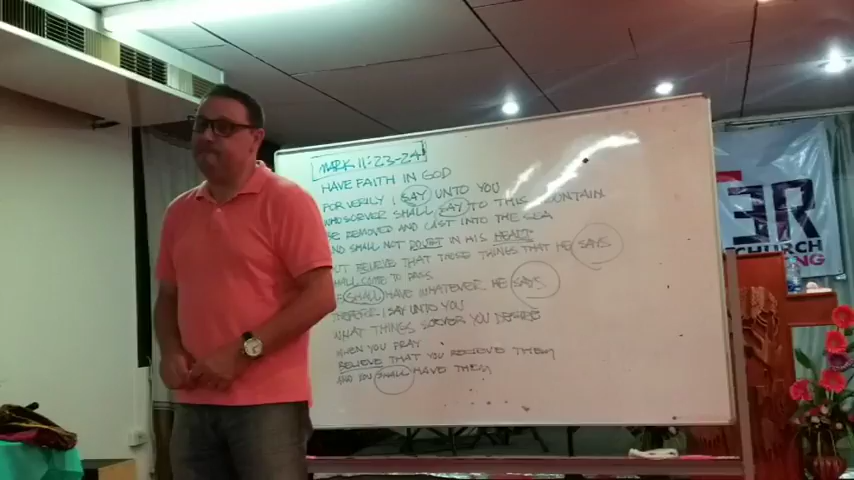 MARK 11:23-24
HAVE FAITH IN GOD
FOR VERILY I SAY UNTO YOU
WHOSOEVER SHALL SAY TO THIS MOUNTAIN
BE REMOVED AND CAST INTO THE SEA
AND SHALL NOT DOUBT IN HIS HEART
BUT BELIEVE THAT THOSE THINGS THAT HE SAYS
SHALL COME TO PASS
SHALL HAVE WHATEVER HE SAYS
THEREFORE I SAY UNTO YOU
WHAT THINGS SOEVER YOU DESIRE
WHEN YOU PRAY
BELIEVE THAT YOU RECEIVE THEM
AND YOU SHALL HAVE THEM
3R
CHURCH
NG